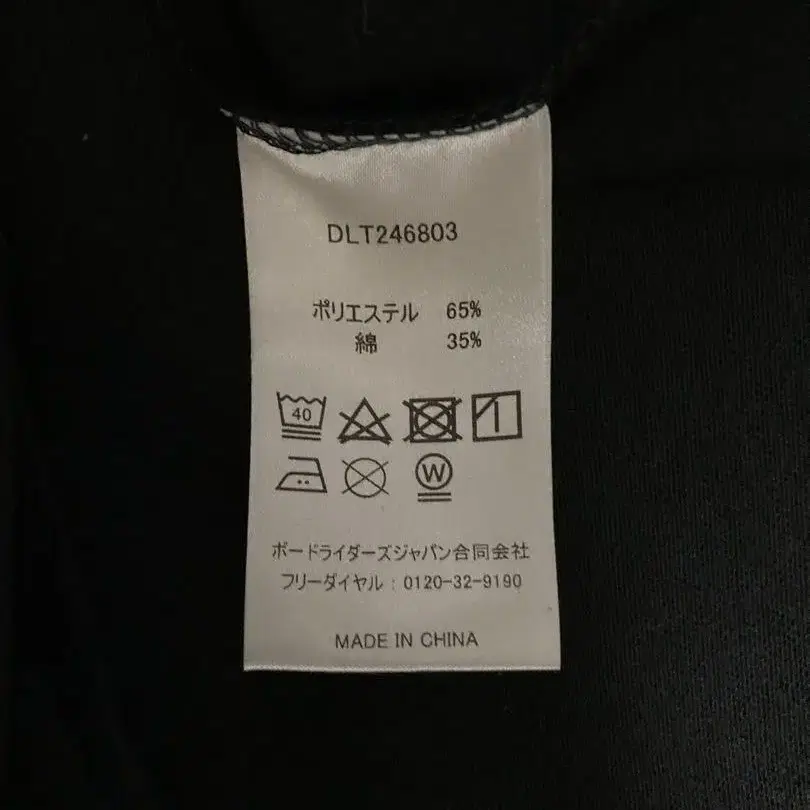 DLT246803
ポリエステル 65%
綿 35%
40
W
ボードライダーズジャパン合同会社
フリーダイヤル：0120-32-9190
MADE IN CHINA